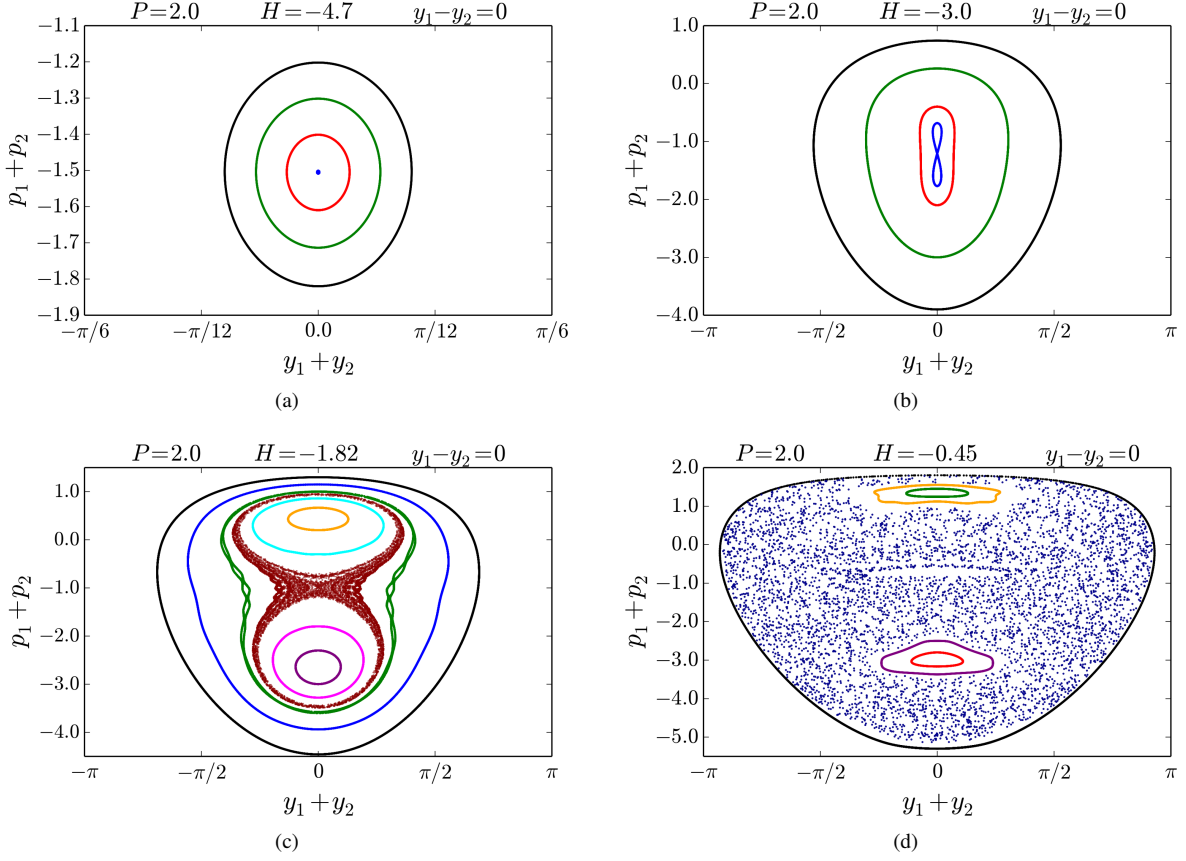 P=2.0 H=−4.7 y₁−y₂=0
−1.1
−1.2
−1.3
−1.4
−1.5
−1.6
−1.7
−1.8
−1.9
p₁+p₂
−π/6 −π/12 0.0 π/12 π/6
y₁+y₂
(a)
P=2.0 H=−3.0 y₁−y₂=0
1.0
0.0
−1.0
−2.0
−3.0
−4.0
p₁+p₂
−π −π/2 0 π/2 π
y₁+y₂
(b)
P=2.0 H=−1.82 y₁−y₂=0
1.0
0.0
−1.0
−2.0
−3.0
−4.0
p₁+p₂
−π −π/2 0 π/2 π
y₁+y₂
(c)
P=2.0 H=−0.45 y₁−y₂=0
2.0
1.0
0.0
−1.0
−2.0
−3.0
−4.0
−5.0
p₁+p₂
−π −π/2 0 π/2 π
y₁+y₂
(d)